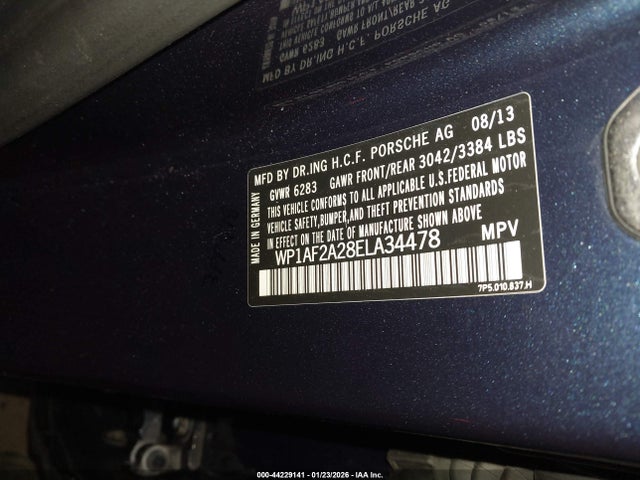 MFD BY DR.ING H.C.F. PORSCHE AG 08/13
GVWR 6283 GAWR FRONT/REAR 3042/3384 LBS
THIS VEHICLE CONFORMS TO ALL APPLICABLE U.S.FEDERAL MOTOR
VEHICLE SAFETY,BUMPER,AND THEFT PREVENTION STANDARDS
IN EFFECT ON THE DATE OF MANUFACTURE SHOWN ABOVE
MADE IN GERMANY
WP1AF2A28ELA34478 MPV
7P5.010.837.H
000-44229141 - 01/23/2026 - IAA Inc.